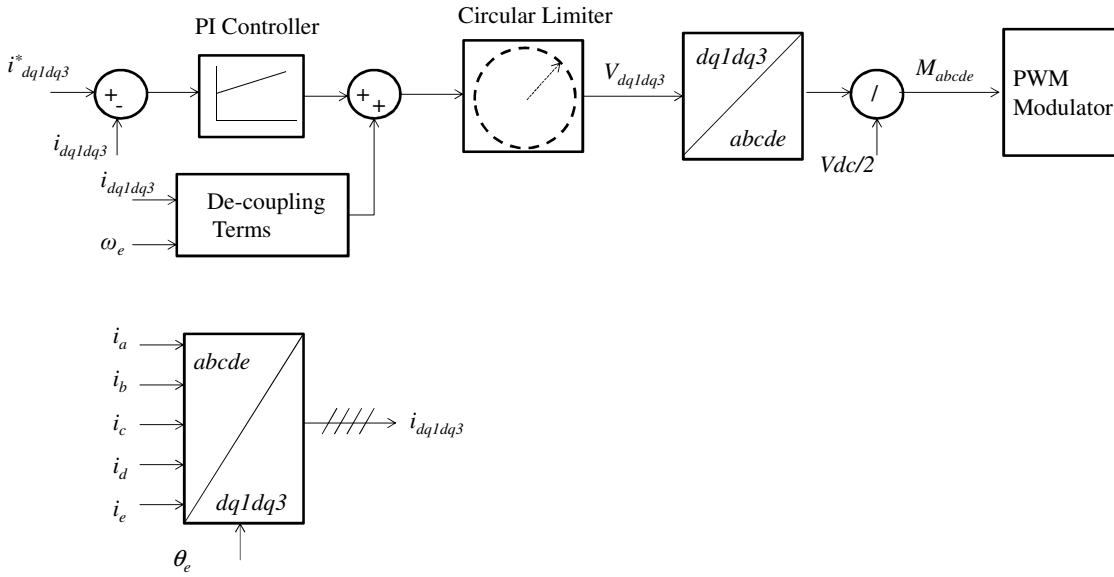 Circular Limiter
PI Controller
i*dq1dq3
+
-
+
+
Vdq1dq3
dq1dq3
abcde
/
Mabcde
PWM
Modulator
idq1dq3
Vdc/2
idq1dq3
De-coupling
Terms
ωe
ia
ib
ic
id
ie
abcde
dq1dq3
idq1dq3
θe